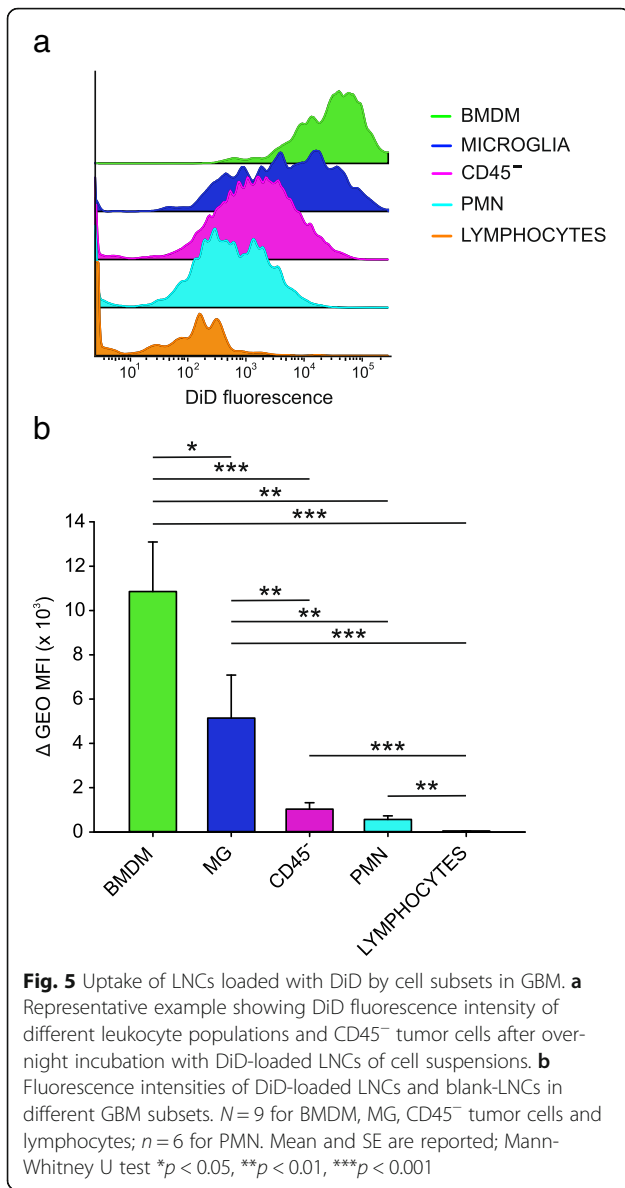 a
BMDM
MICROGLIA
CD45⁻
PMN
LYMPHOCYTES
10¹ 10² 10³ 10⁴ 10⁵
DiD fluorescence
b
*
***
**
***
**
**
***
***
**
Δ GEO MFI (x 10³)
14
12
10
8
6
4
2
0
BMDM
MG
CD45⁻
PMN
LYMPHOCYTES
Fig. 5 Uptake of LNCs loaded with DiD by cell subsets in GBM. a
Representative example showing DiD fluorescence intensity of
different leukocyte populations and CD45⁻ tumor cells after over-
night incubation with DiD-loaded LNCs of cell suspensions. b
Fluorescence intensities of DiD-loaded LNCs and blank-LNCs in
different GBM subsets. N = 9 for BMDM, MG, CD45⁻ tumor cells and
lymphocytes; n = 6 for PMN. Mean and SE are reported; Mann-
Whitney U test *p < 0.05, **p < 0.01, ***p < 0.001